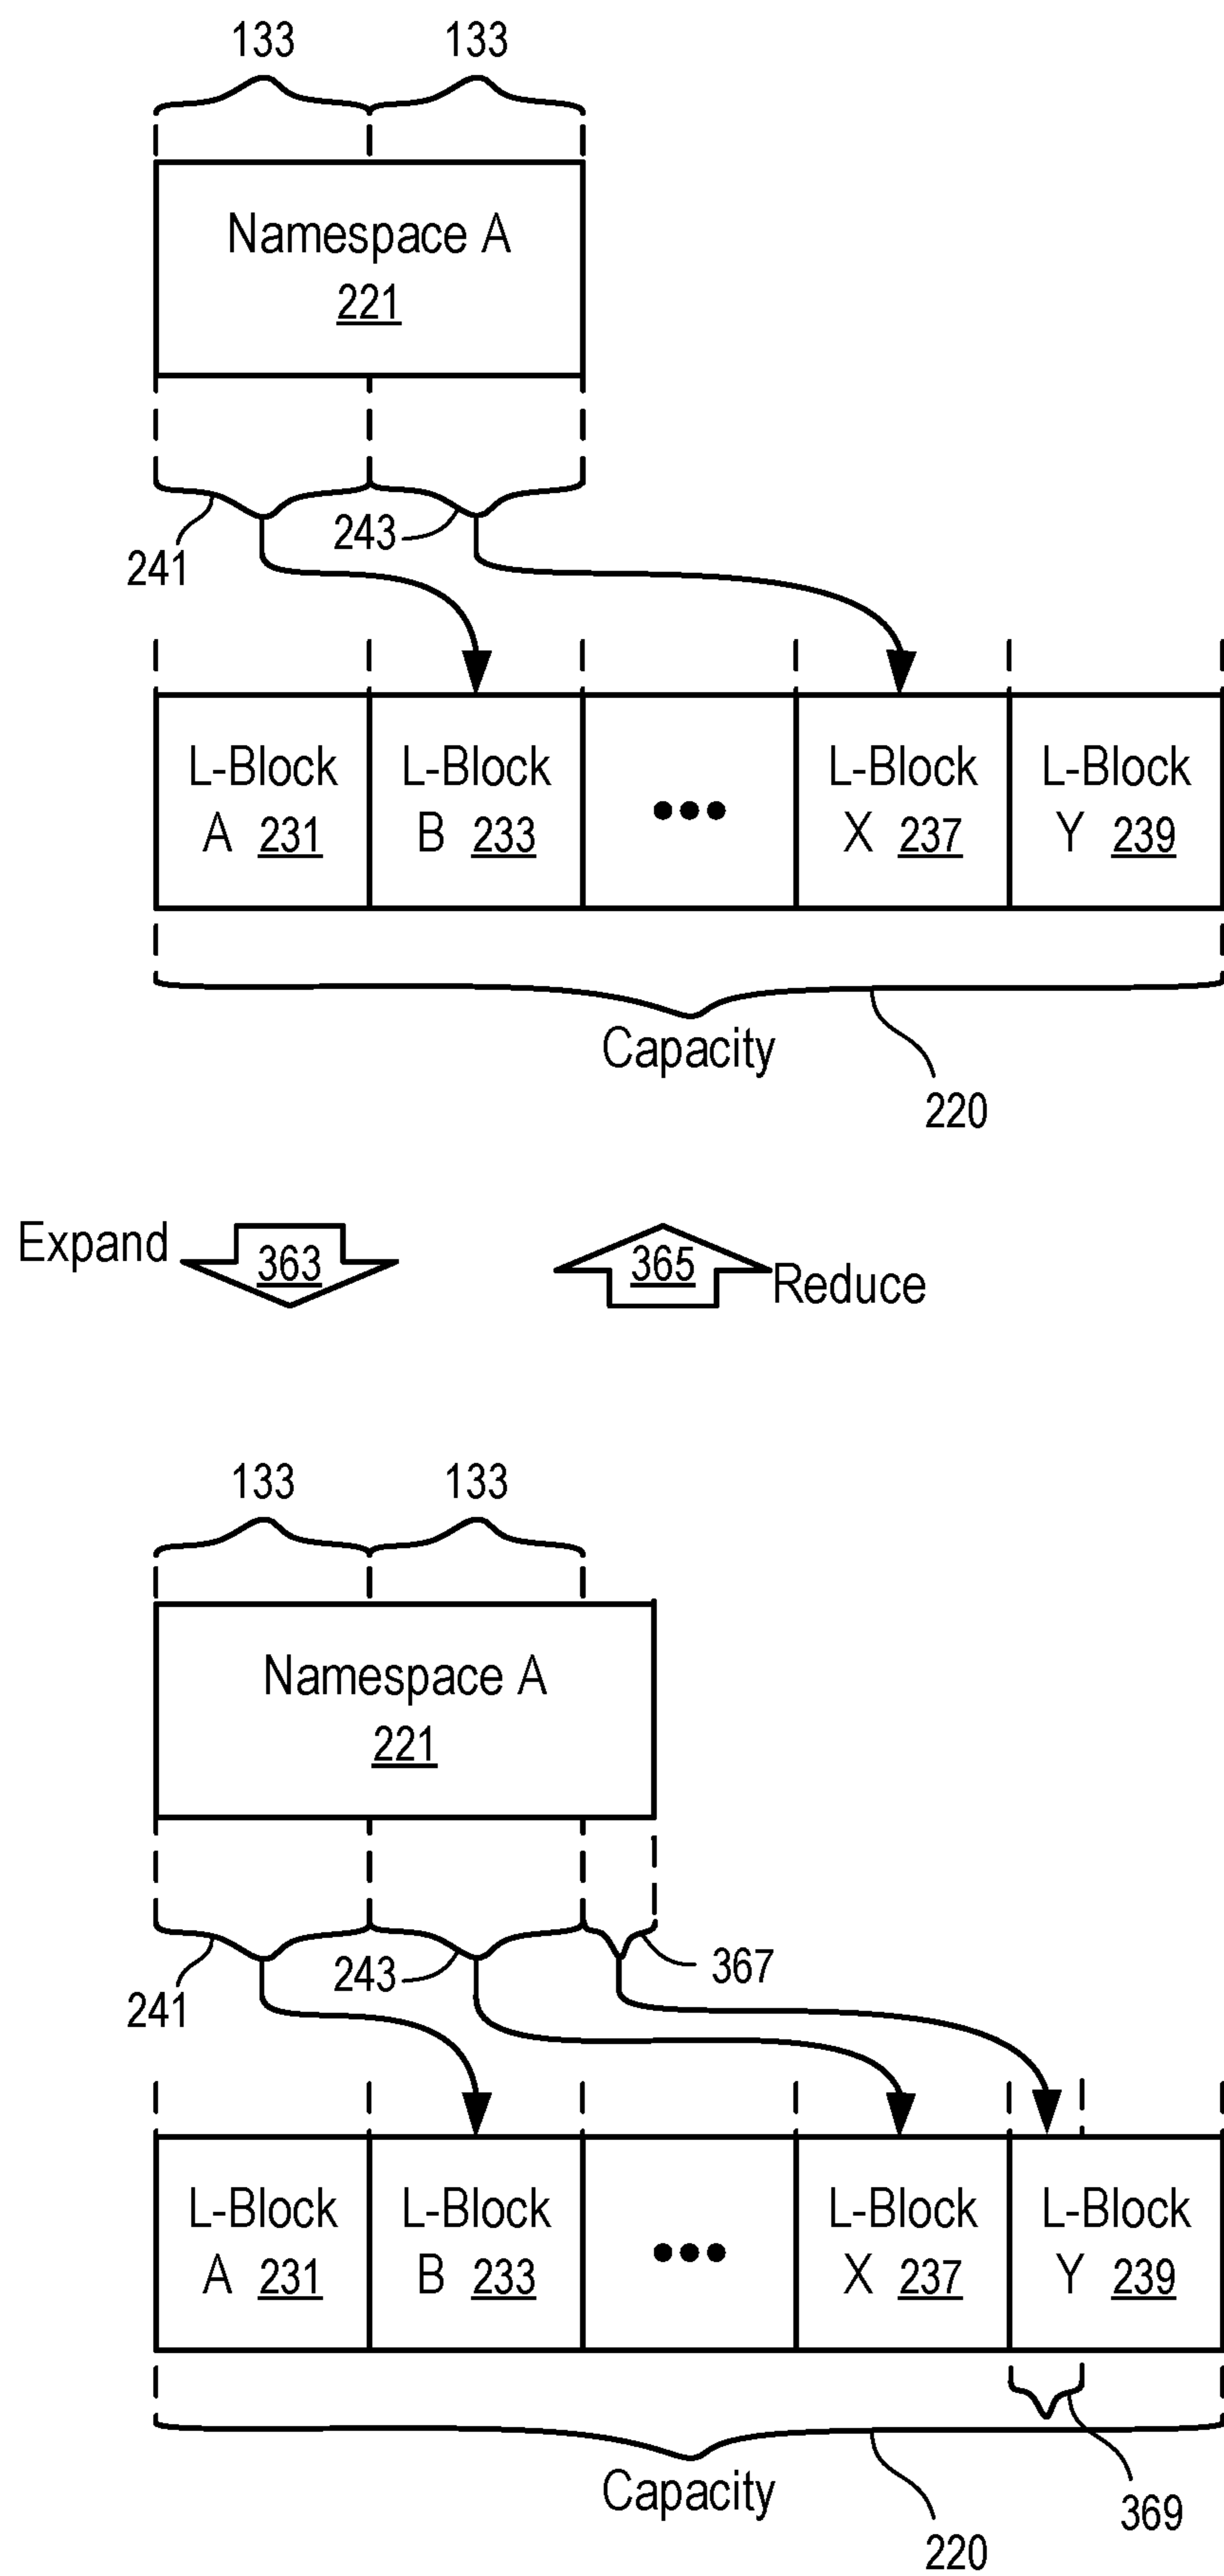 133 133
Namespace A
221
241 243
L-Block L-Block L-Block L-Block
A 231 B 233 ••• X 237 Y 239
Capacity
220
Expand 363 365 Reduce
133 133
Namespace A
221
241 243 367
L-Block L-Block L-Block L-Block
A 231 B 233 ••• X 237 Y 239
Capacity
220 369